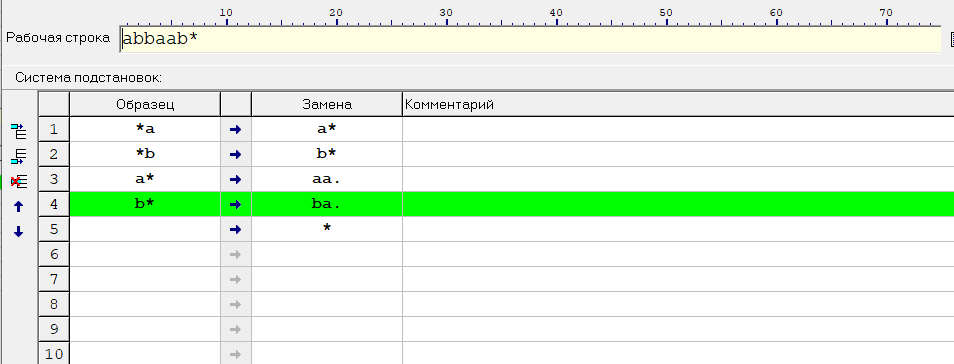 10 20 30 40 50 60 70
Рабочая строка abbaab*
Система подстановок:
Образец Замена Комментарий
1 *a → a*
2 *b → b*
3 a* → aa.
4 b* → ba.
5 → *
6 →
7 →
8 →
9 →
10 →